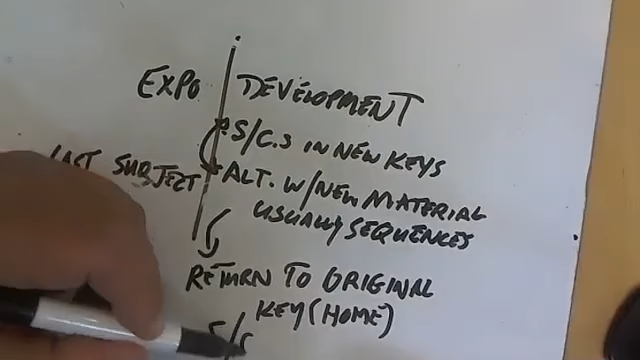 EXPO DEVELOPMENT
S/C.S IN NEW KEYS
LAST SUBJECT ALT. W/NEW MATERIAL
USUALLY SEQUENCES
RETURN TO ORIGINAL
KEY (HOME)
S/C